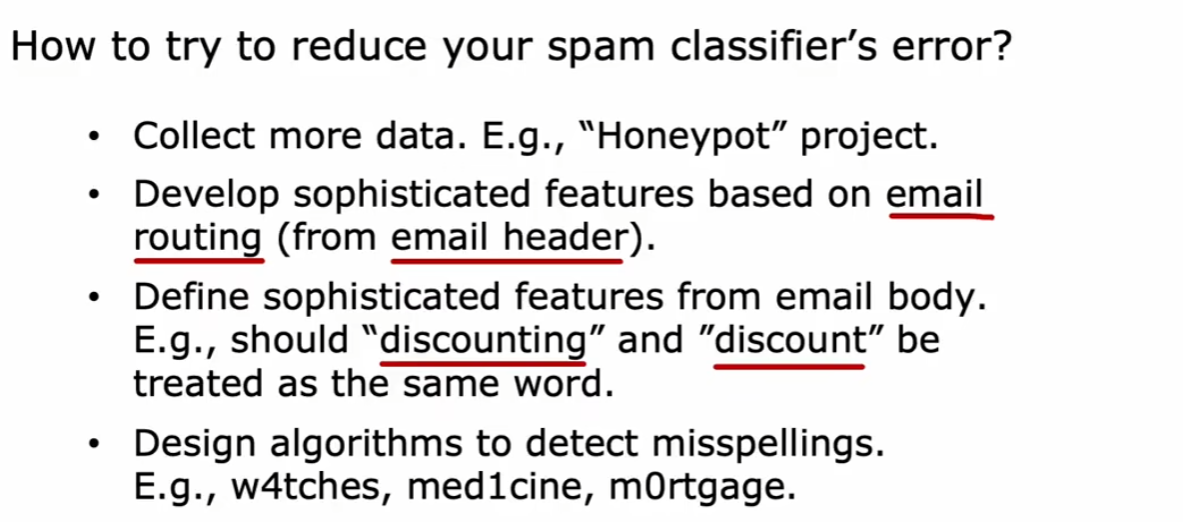 How to try to reduce your spam classifier’s error?
• Collect more data. E.g., “Honeypot” project.
• Develop sophisticated features based on email
routing (from email header).
• Define sophisticated features from email body.
E.g., should “discounting” and ”discount” be
treated as the same word.
• Design algorithms to detect misspellings.
E.g., w4tches, med1cine, m0rtgage.